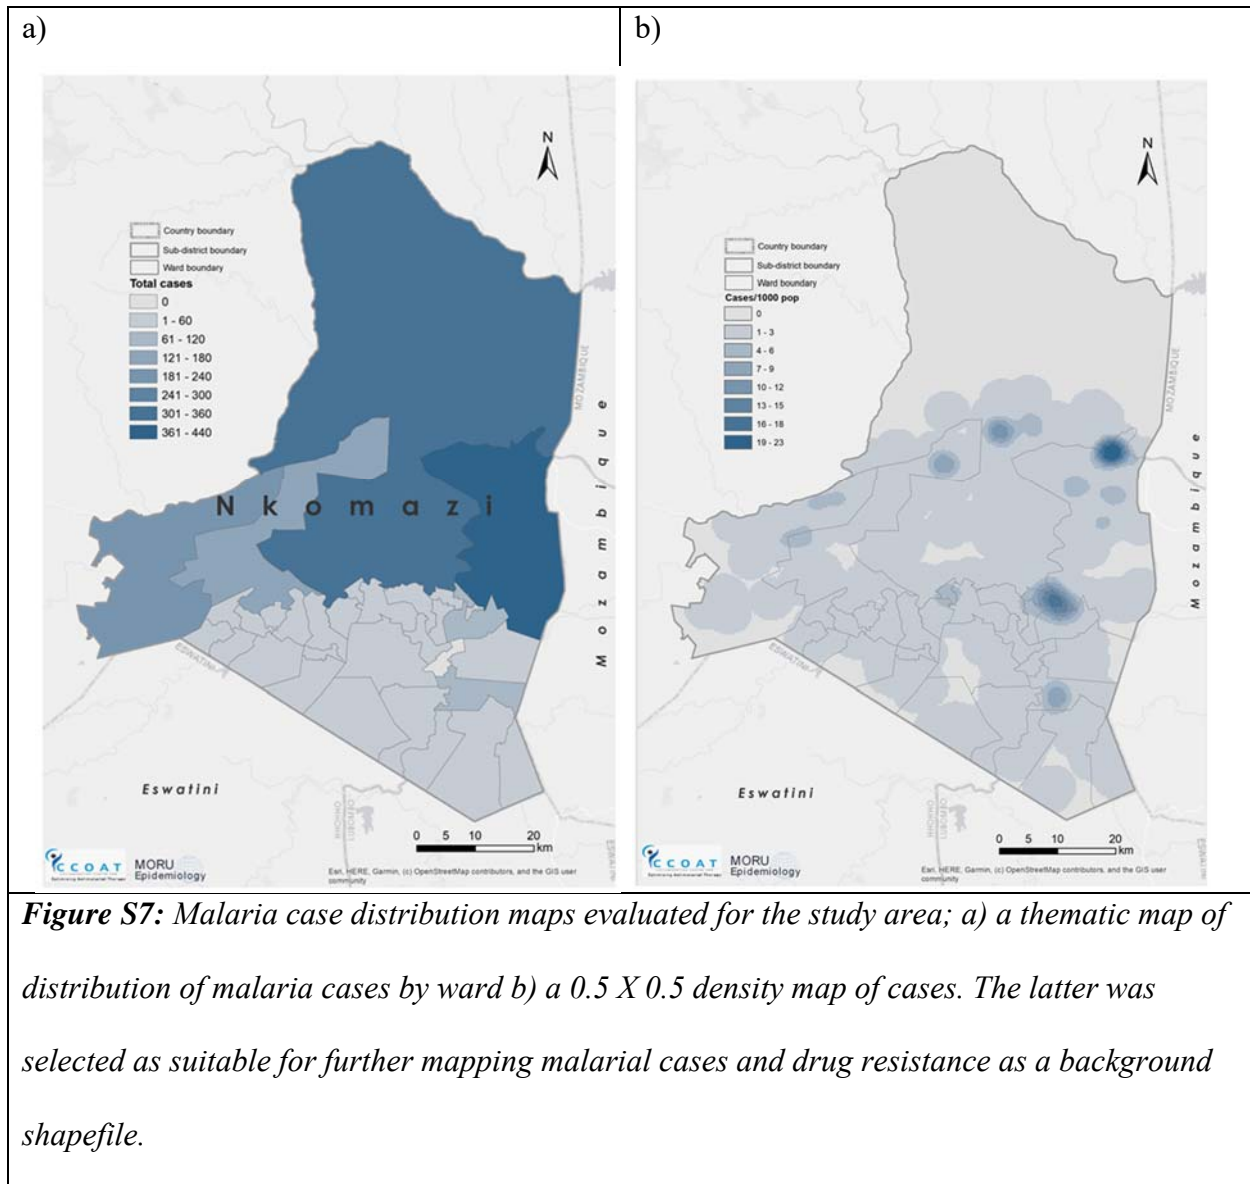 a)
b)
N
Country boundary
Sub-district boundary
Ward boundary
Total cases
0
1 - 60
61 - 120
121 - 180
181 - 240
241 - 300
301 - 360
361 - 440
MOZAMBIQUE
Mozambique
Nkomazi
ESWATINI
Eswatini
0 5 10 20
km
CCOAT
MORU
Epidemiology
Esri, HERE, Garmin, (c) OpenStreetMap contributors, and the GIS user
community
N
Country boundary
Sub-district boundary
Ward boundary
Cases/1000 pop
0
1 - 3
4 - 6
7 - 9
10 - 12
13 - 15
16 - 18
19 - 23
MOZAMBIQUE
Mozambique
ESWATINI
Eswatini
0 5 10 20
km
CCOAT
MORU
Epidemiology
Esri, HERE, Garmin, (c) OpenStreetMap contributors, and the GIS user
community
Figure S7: Malaria case distribution maps evaluated for the study area; a) a thematic map of
distribution of malaria cases by ward b) a 0.5 X 0.5 density map of cases. The latter was
selected as suitable for further mapping malarial cases and drug resistance as a background
shapefile.